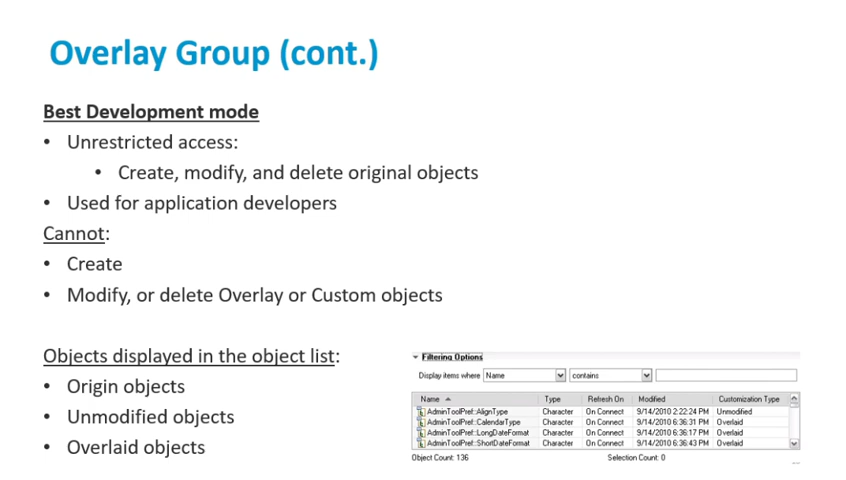 Overlay Group (cont.)
Best Development mode
• Unrestricted access:
• Create, modify, and delete original objects
• Used for application developers
Cannot:
• Create
• Modify, or delete Overlay or Custom objects
Objects displayed in the object list:
• Origin objects
• Unmodified objects
• Overlaid objects
Filtering Options
Display items where Name contains
Name Type Refresh On Modified Customization Type
AdminToolPref::AlignType Character On Connect 9/14/2010 2:22:24 PM Unmodified
AdminToolPref::CalendarType Character On Connect 9/14/2010 6:36:31 PM Overlaid
AdminToolPref::LongDateFormat Character On Connect 9/14/2010 6:36:17 PM Overlaid
AdminToolPref::ShortDateFormat Character On Connect 9/14/2010 6:36:43 PM Overlaid
Object Count: 136 Selection Count: 0